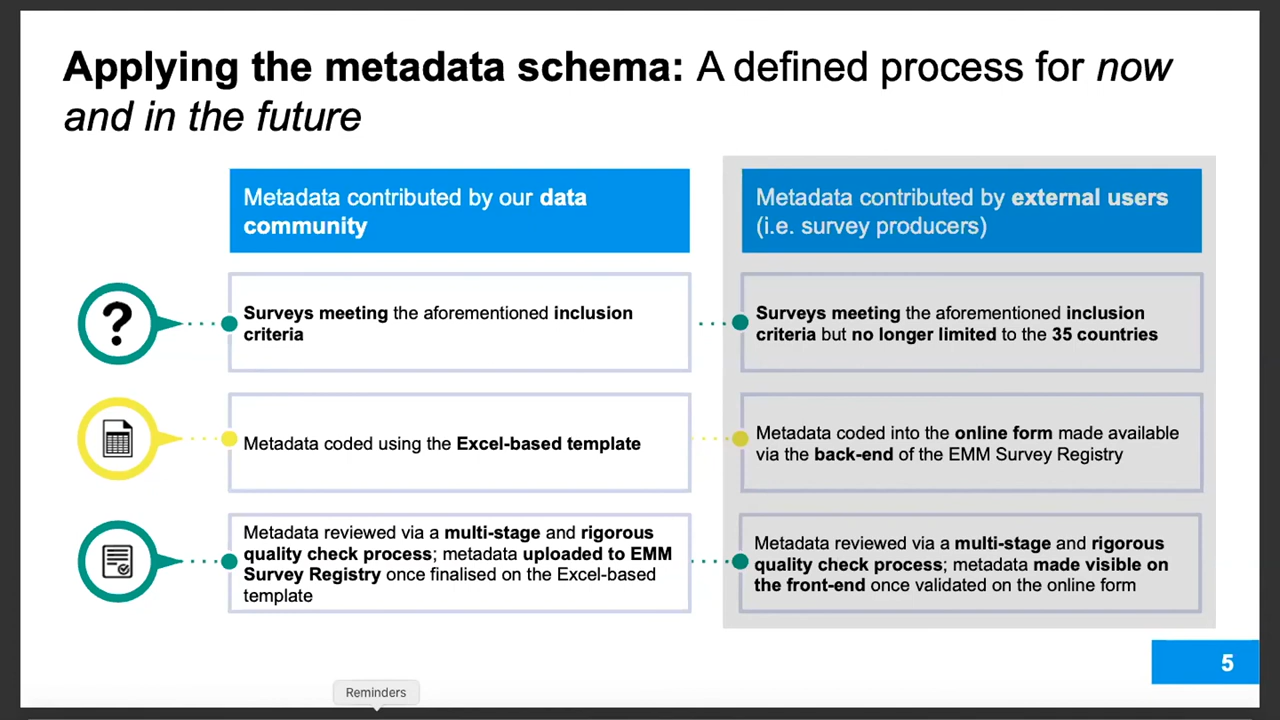 Applying the metadata schema: A defined process for now
and in the future
Metadata contributed by our data
community
Metadata contributed by external users
(i.e. survey producers)
?
Surveys meeting the aforementioned inclusion
criteria
Surveys meeting the aforementioned inclusion
criteria but no longer limited to the 35 countries
Metadata coded using the Excel-based template
Metadata coded into the online form made available
via the back-end of the EMM Survey Registry
Metadata reviewed via a multi-stage and rigorous
quality check process; metadata uploaded to EMM
Survey Registry once finalised on the Excel-based
template
Metadata reviewed via a multi-stage and rigorous
quality check process; metadata made visible on
the front-end once validated on the online form
5
Reminders